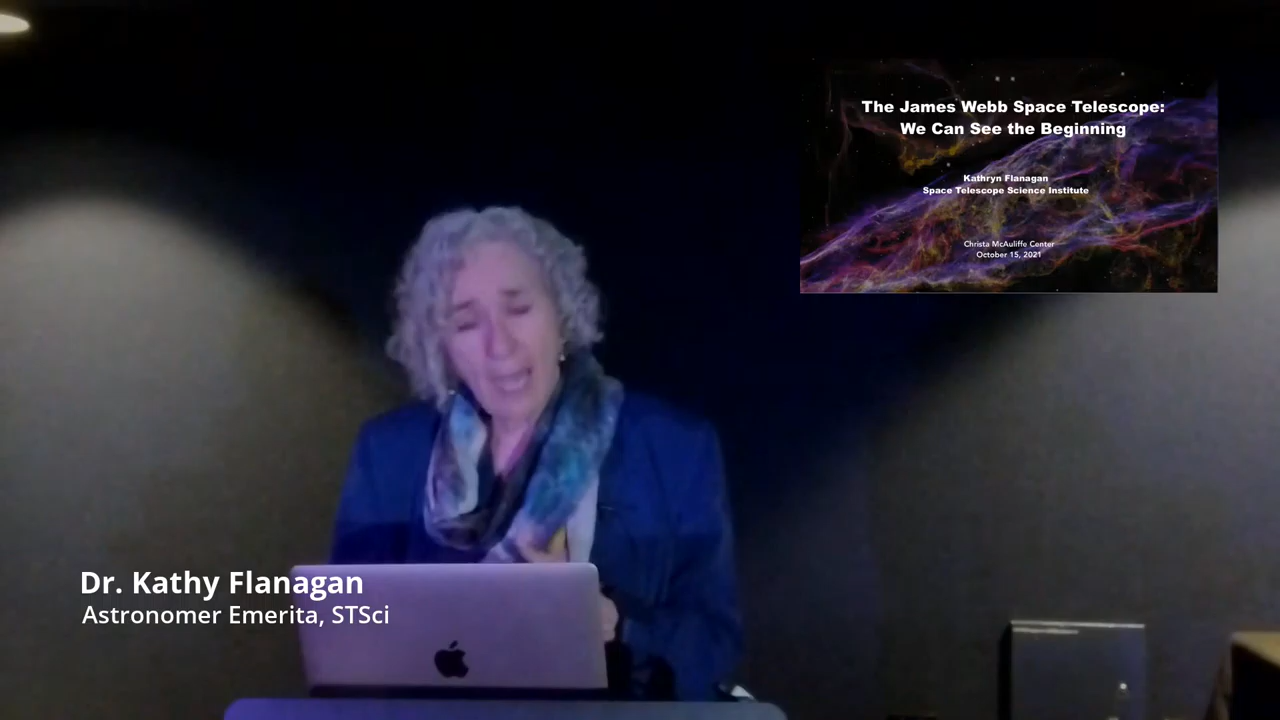 The James Webb Space Telescope:
We Can See the Beginning
Kathryn Flanagan
Space Telescope Science Institute
Christa McAuliffe Center
October 15, 2021
Dr. Kathy Flanagan
Astronomer Emerita, STSci